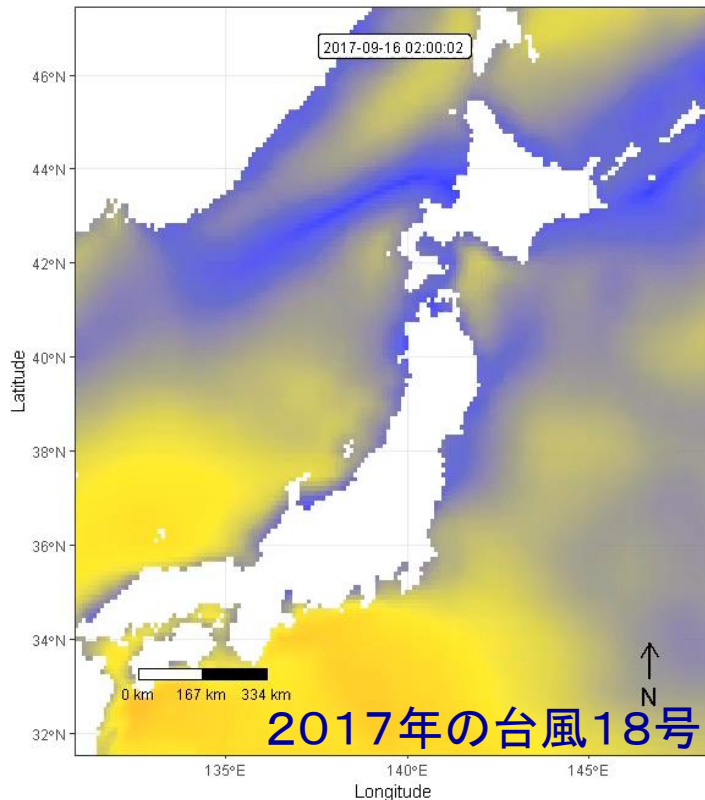 2017-09-16 02:00:02
46°N
44°N
42°N
40°N
38°N
36°N
34°N
32°N
Latitude
0 km 167 km 334 km
N
2017年の台風18号
135°E 140°E 145°E
Longitude